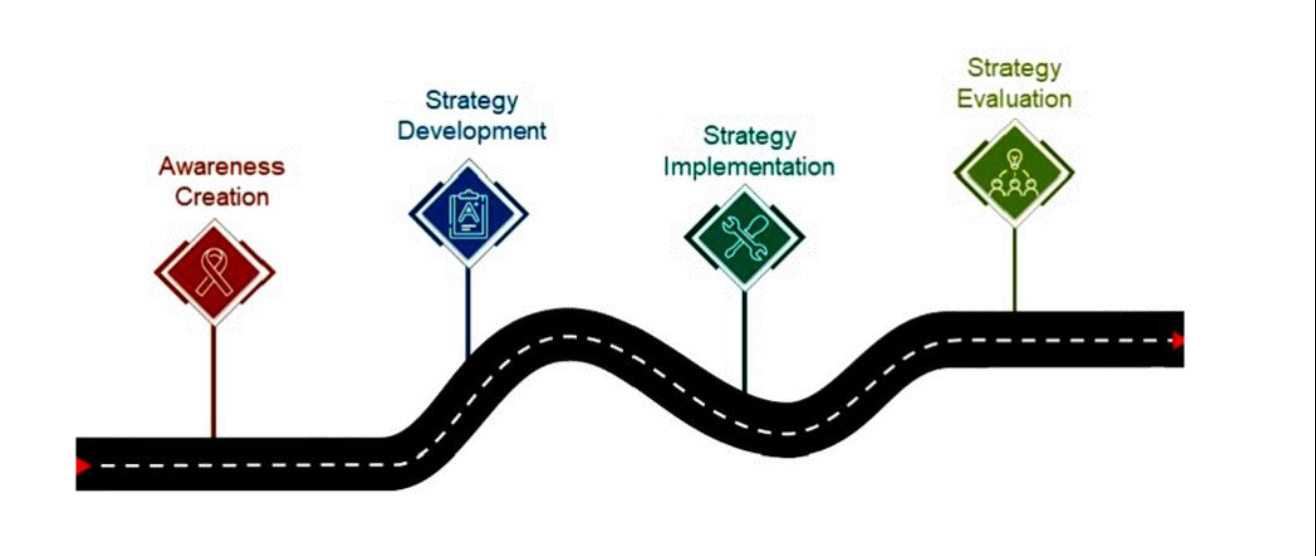 Awareness
Creation
Strategy
Development
Strategy
Implementation
Strategy
Evaluation